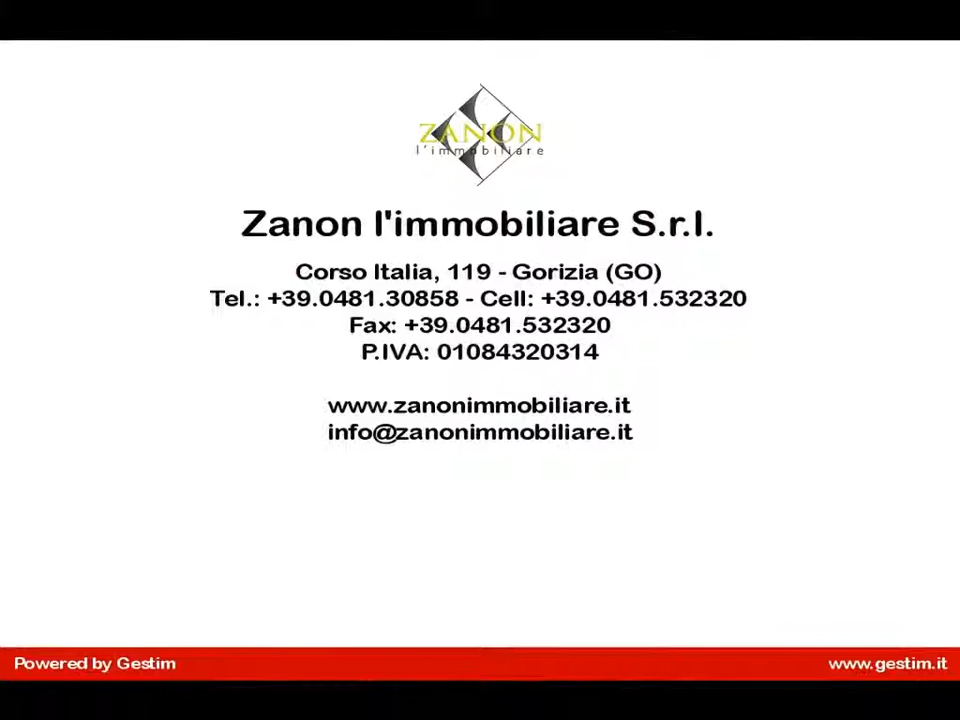 ZANON
l'immobiliare
Zanon l'immobiliare S.r.l.
Corso Italia, 119 - Gorizia (GO)
Tel.: +39.0481.30858 - Cell: +39.0481.532320
Fax: +39.0481.532320
P.IVA: 01084320314
www.zanonimmobiliare.it
info@zanonimmobiliare.it
Powered by Gestim
www.gestim.it